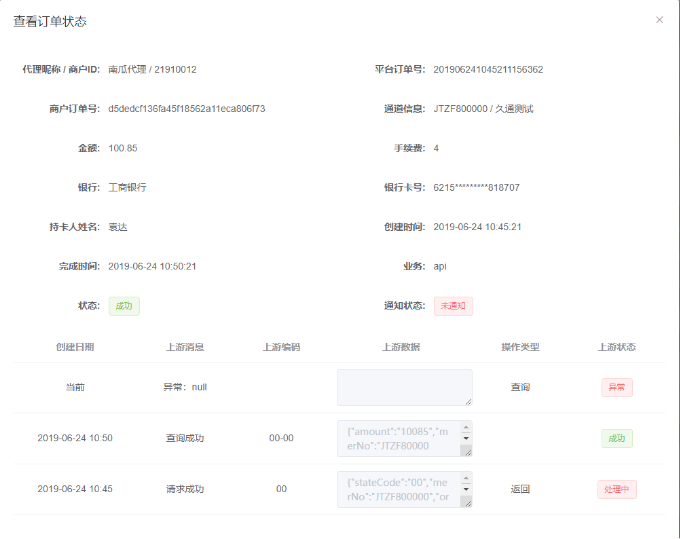 查看订单状态 ×
代理昵称 / 商户ID: 南瓜代理 / 21910012 平台订单号: 201906241045211156362
商户订单号: d5dedcf136fa45f18562a11eca806f73 通道信息: JTZF800000 / 久通测试
金额: 100.85 手续费: 4
银行: 工商银行 银行卡号: 6215*********818707
持卡人姓名: 袁达 创建时间: 2019-06-24 10:45:21
完成时间: 2019-06-24 10:50:21 业务: api
状态: 成功 通知状态: 未通知
创建日期 上游消息 上游编码 上游数据 操作类型 上游状态
当前 异常：null 查询 异常
2019-06-24 10:50 查询成功 00-00 {"amount":"10085","m
erNo":"JTZF80000 成功
2019-06-24 10:45 请求成功 00 {"stateCode":"00","me
rNo":"JTZF800000","or 返回 处理中